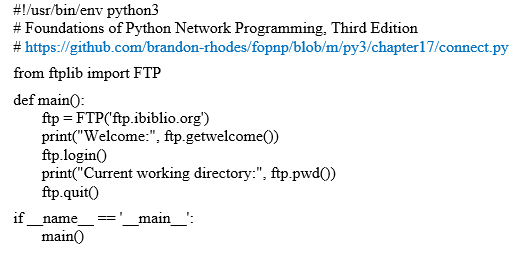 #!/usr/bin/env python3
# Foundations of Python Network Programming, Third Edition
# https://github.com/brandon-rhodes/fopnp/blob/m/py3/chapter17/connect.py
from ftplib import FTP
def main():
ftp = FTP('ftp.ibiblio.org')
print("Welcome:", ftp.getwelcome())
ftp.login()
print("Current working directory:", ftp.pwd())
ftp.quit()
if __name__ == '__main__':
main()